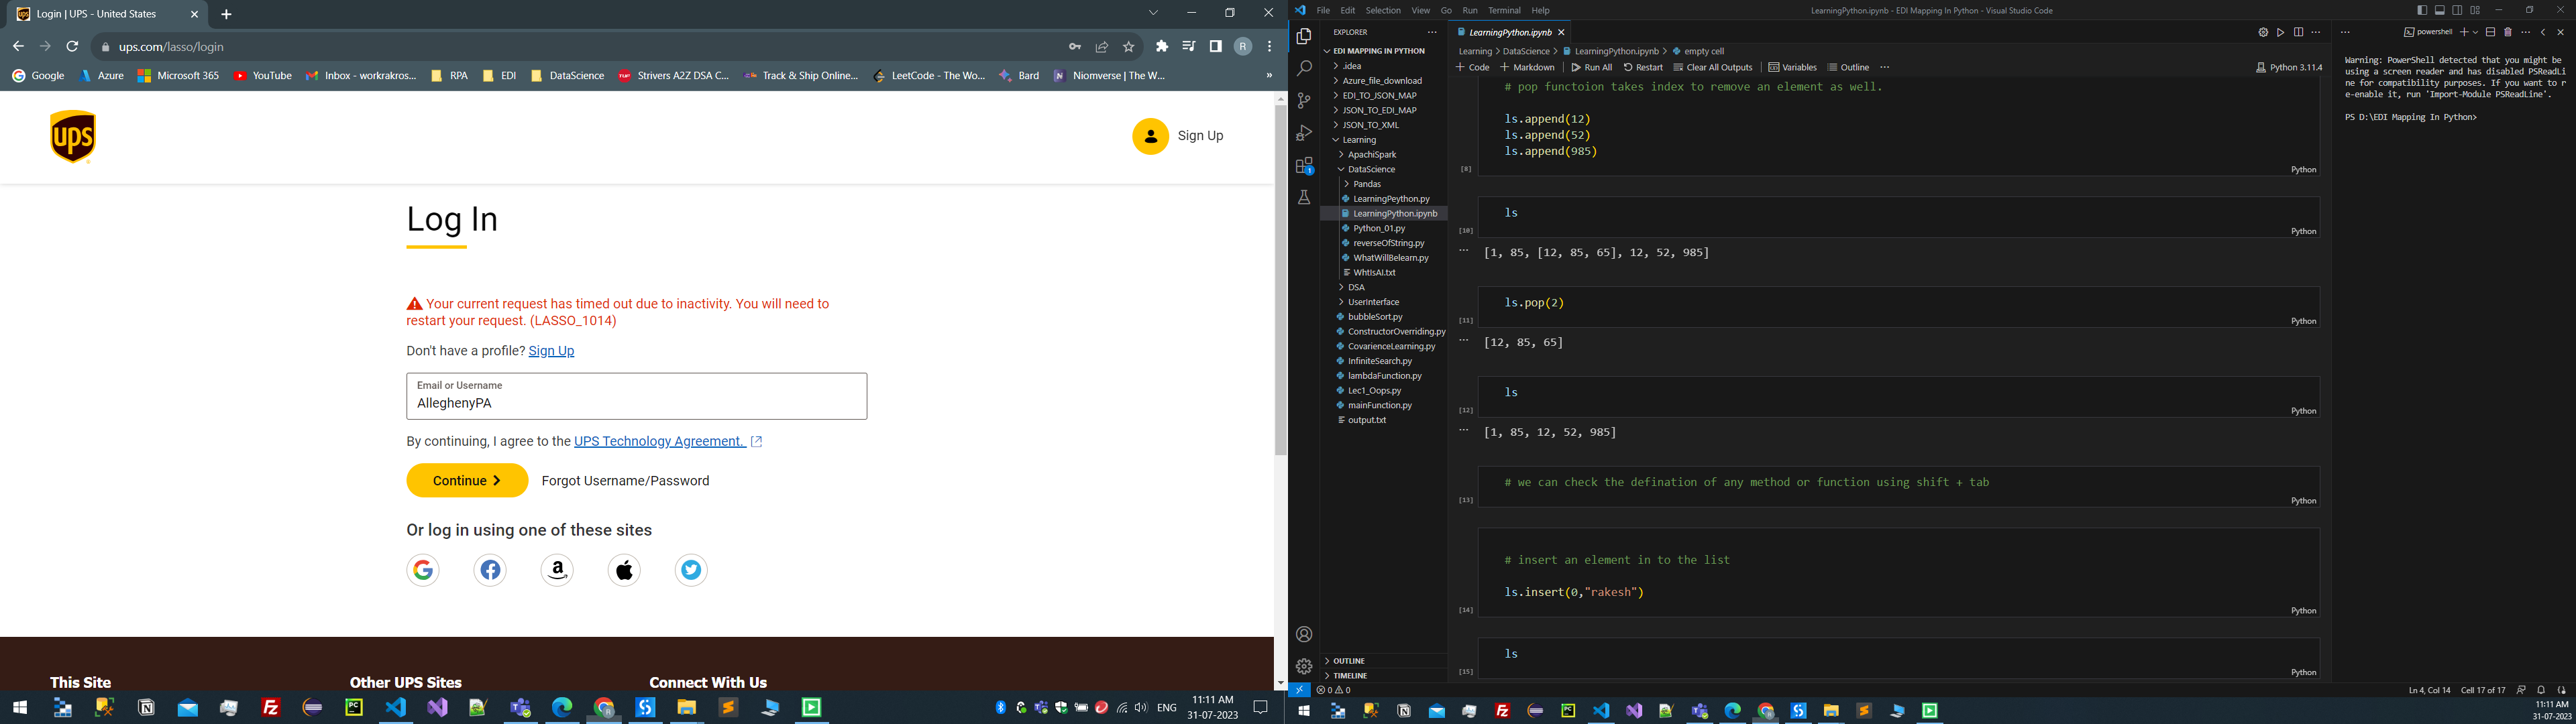 Login | UPS - United States
ups.com/lasso/login
R
Google
Azure
Microsoft 365
YouTube
Inbox - workrakros...
RPA
EDI
DataScience
Strivers A2Z DSA C...
Track & Ship Online...
LeetCode - The Wo...
Bard
Niomverse | The W...
»
ups
Sign Up
Log In
Your current request has timed out due to inactivity. You will need to
restart your request. (LASSO_1014)
Don't have a profile? Sign Up
Email or Username
AlleghenyPA
By continuing, I agree to the UPS Technology Agreement.
Continue
Forgot Username/Password
Or log in using one of these sites
This Site
Other UPS Sites
Connect With Us
ENG
11:11 AM
31-07-2023
File Edit Selection View Go Run Terminal Help
LearningPython.ipynb - EDI Mapping In Python - Visual Studio Code
EXPLORER
EDI MAPPING IN PYTHON
.idea
Azure_file_download
EDI_TO_JSON_MAP
JSON_TO_EDI_MAP
JSON_TO_XML
Learning
ApachiSpark
DataScience
Pandas
LearningPeython.py
LearningPython.ipynb
Python_01.py
reverseOfString.py
WhatWillBelearn.py
WhtIsAI.txt
DSA
UserInterface
bubbleSort.py
ConstructorOverriding.py
CovarienceLearning.py
InfiniteSearch.py
lambdaFunction.py
Lec1_Oops.py
mainFunction.py
output.txt
OUTLINE
TIMELINE
LearningPython.ipynb
Learning > DataScience > LearningPython.ipynb > empty cell
+ Code + Markdown | Run All Restart Clear All Outputs | Variables Outline ...
Python 3.11.4
# pop functoion takes index to remove an element as well.
ls.append(12)
ls.append(52)
ls.append(985)
[8]
Python
ls
[10]
Python
[1, 85, [12, 85, 65], 12, 52, 985]
ls.pop(2)
[11]
Python
[12, 85, 65]
ls
[12]
Python
[1, 85, 12, 52, 985]
# we can check the defination of any method or function using shift + tab
[13]
Python
# insert an element in to the list
ls.insert(0,"rakesh")
[14]
Python
ls
[15]
Python
powershell
Warning: PowerShell detected that you might be
using a screen reader and has disabled PSReadLi
ne for compatibility purposes. If you want to r
e-enable it, run 'Import-Module PSReadLine'.
PS D:\EDI Mapping In Python>
0 0
Ln 4, Col 14 Cell 17 of 17
11:11 AM
31-07-2023